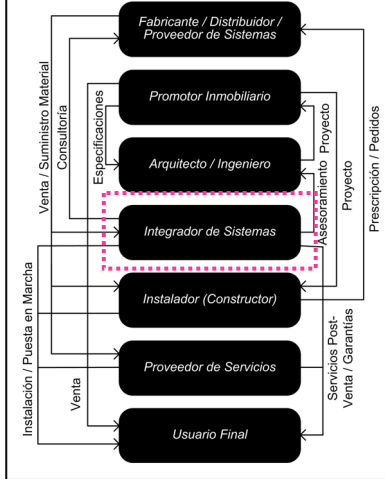 Fabricante / Distribuidor /
Proveedor de Sistemas
Promotor Inmobiliario
Arquitecto / Ingeniero
Integrador de Sistemas
Instalador (Constructor)
Proveedor de Servicios
Usuario Final
Venta / Suministro Material
Consultoría
Especificaciones
Instalación / Puesta en Marcha
Venta
Asesoramiento
Proyecto
Proyecto
Prescripción / Pedidos
Servicios Post-
Venta / Garantías